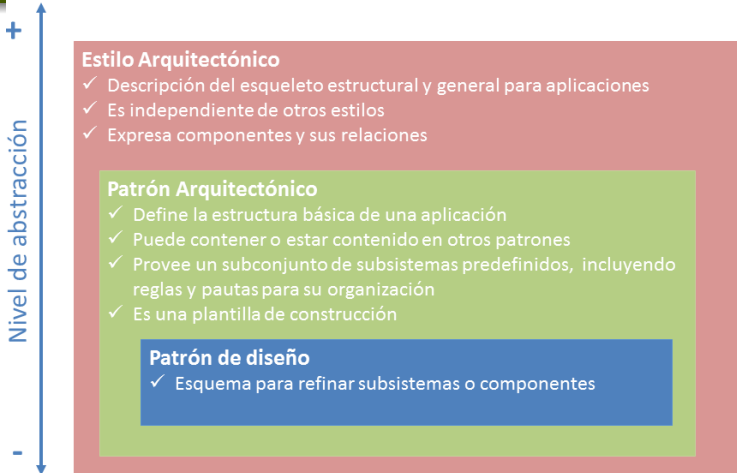 +
Nivel de abstracción
-
Estilo Arquitectónico
✓ Descripción del esqueleto estructural y general para aplicaciones
✓ Es independiente de otros estilos
✓ Expresa componentes y sus relaciones
Patrón Arquitectónico
✓ Define la estructura básica de una aplicación
✓ Puede contener o estar contenido en otros patrones
✓ Provee un subconjunto de subsistemas predefinidos, incluyendo
reglas y pautas para su organización
✓ Es una plantilla de construcción
Patrón de diseño
✓ Esquema para refinar subsistemas o componentes